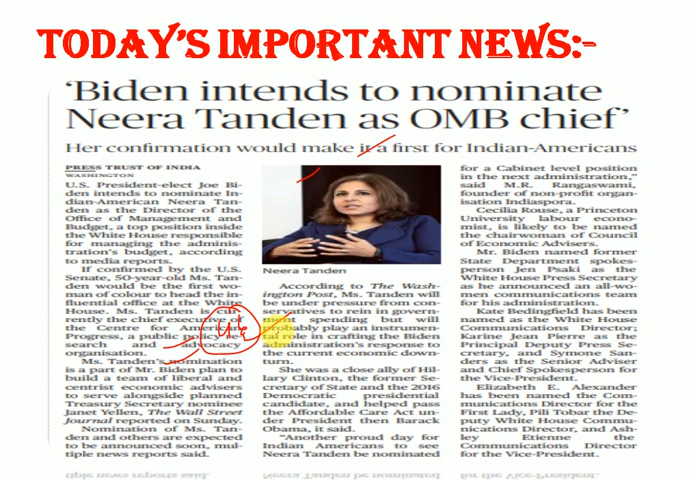 TODAY'S IMPORTANT NEWS:-
'Biden intends to nominate
Neera Tanden as OMB chief'
Her confirmation would make it a first for Indian-Americans
PRESS TRUST OF INDIA
WASHINGTON
U.S. President-elect Joe Bi-
den intends to nominate In-
dian-American Neera Tan-
den as the Director of the
Office of Management and
Budget, a top position inside
the White House responsible
for managing the adminis-
tration's budget, according
to media reports.
If confirmed by the U.S.
Senate, 50-year-old Ms. Tan-
den would be the first wo-
man of colour to head the in-
fluential office at the White
House. Ms. Tanden is cur-
rently the chief executive of
the Centre for American
Progress, a public policy re-
search and advocacy
organisation.
Ms. Tanden's nomination
is a part of Mr. Biden plan to
build a team of liberal and
centrist economic advisers
to serve alongside planned
Treasury Secretary nominee
Janet Yellen, The Wall Street
Journal reported on Sunday.
Nomination of Ms. Tan-
den and others are expected
to be announced soon, mul-
tiple news reports said.
Neera Tanden
According to The Wash-
ington Post, Ms. Tanden will
be under pressure from con-
servatives to rein in govern-
ment spending but will
probably play an instrumen-
tal role in crafting the Biden
administration's response to
the current economic down-
turn.
She was a close ally of Hil-
lary Clinton, the former Se-
cretary of State and the 2016
Democratic presidential
candidate, and helped pass
the Affordable Care Act un-
der President then Barack
Obama, it said.
"Another proud day for
Indian Americans to see
Neera Tanden be nominated
for a Cabinet level position
in the next administration,"
said M.R. Rangaswami,
founder of non-profit organ-
isation Indiaspora.
Cecilia Rouse, a Princeton
University labour econo-
mist, is likely to be named
the chairwoman of Council
of Economic Advisers.
Mr. Biden named former
State Department spokes-
person Jen Psaki as the
White House Press Secretary
as he announced an all-wo-
men communications team
for his administration.
Kate Bedingfield has been
named as the White House
Communications Director;
Karine Jean Pierre as the
Principal Deputy Press Se-
cretary, and Symone San-
ders as the Senior Adviser
and Chief Spokesperson for
the Vice-President.
Elizabeth E. Alexander
has been named the Com-
munications Director for the
First Lady, Pili Tobar the De-
puty White House Commu-
nications Director, and Ash-
ley Etienne the
Communications Director
for the Vice-President.